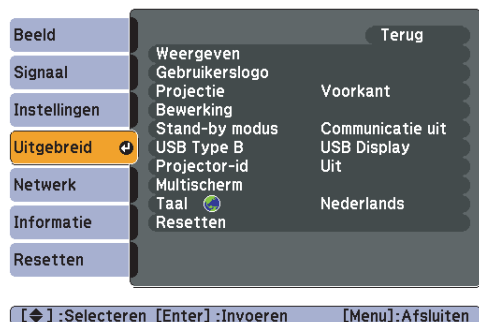 Beeld
Signaal
Instellingen
Uitgebreid
Netwerk
Informatie
Resetten
Terug
Weergeven
Gebruikerslogo
Projectie Voorkant
Bewerking
Stand-by modus Communicatie uit
USB Type B USB Display
Projector-id Uit
Multischerm
Taal Nederlands
Resetten
[◆] :Selecteren [Enter] :Invoeren [Menu]:Afsluiten